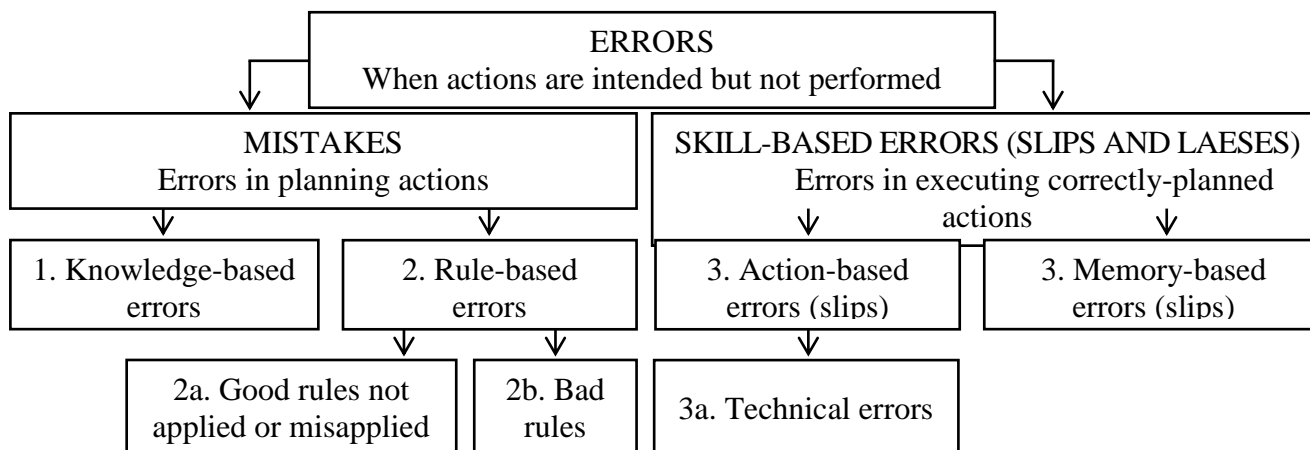 ERRORS
When actions are intended but not performed
MISTAKES
Errors in planning actions
SKILL-BASED ERRORS (SLIPS AND LAESES)
Errors in executing correctly-planned
actions
1. Knowledge-based
errors
2. Rule-based
errors
3. Action-based
errors (slips)
3. Memory-based
errors (slips)
2a. Good rules not
applied or misapplied
2b. Bad
rules
3a. Technical errors